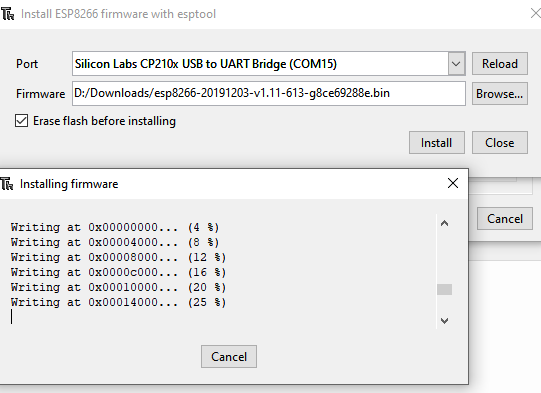 Install ESP8266 firmware with esptool
Port
Silicon Labs CP210x USB to UART Bridge (COM15)
Reload
Firmware
D:/Downloads/esp8266-20191203-v1.11-613-g8ce69288e.bin
Browse...
Erase flash before installing
Install
Close
Cancel
Installing firmware
Writing at 0x00000000... (4 %)
Writing at 0x00004000... (8 %)
Writing at 0x00008000... (12 %)
Writing at 0x0000c000... (16 %)
Writing at 0x00010000... (20 %)
Writing at 0x00014000... (25 %)
Cancel